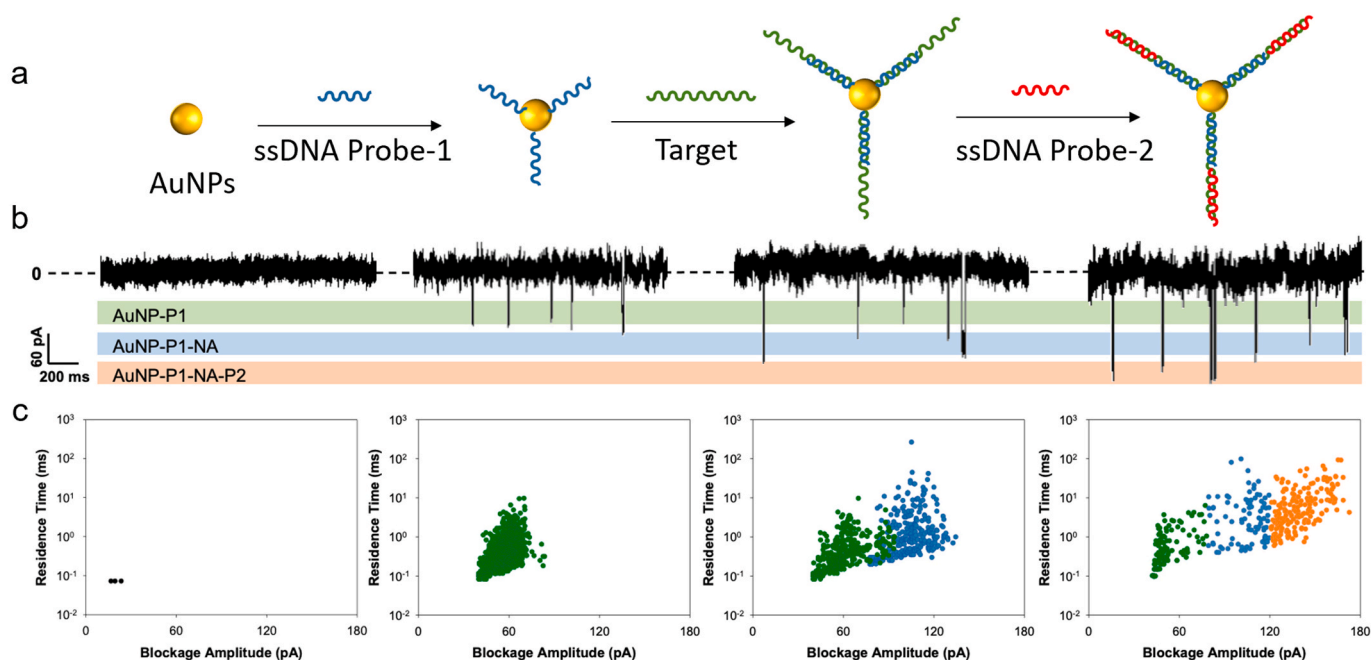 a
AuNPs
ssDNA Probe-1
Target
ssDNA Probe-2
b
0
AuNP-P1
AuNP-P1-NA
AuNP-P1-NA-P2
60 pA
200 ms
c
Residence Time (ms)
10³
10²
10¹
10⁰
10⁻¹
10⁻²
0 60 120 180
Blockage Amplitude (pA)
Residence Time (ms)
10³
10²
10¹
10⁰
10⁻¹
10⁻²
0 60 120 180
Blockage Amplitude (pA)
Residence Time (ms)
10³
10²
10¹
10⁰
10⁻¹
10⁻²
0 60 120 180
Blockage Amplitude (pA)
Residence Time (ms)
10³
10²
10¹
10⁰
10⁻¹
10⁻²
0 60 120 180
Blockage Amplitude (pA)